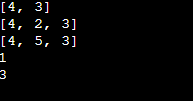 [4, 3]
[4, 2, 3]
[4, 5, 3]
1
3